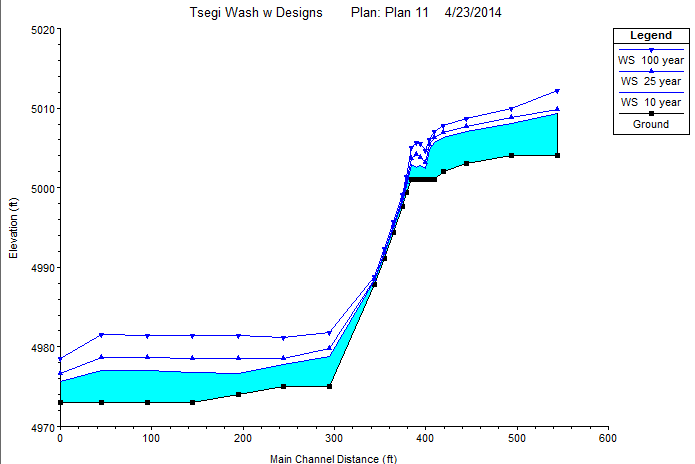 Tsegi Wash w Designs Plan: Plan 11 4/23/2014
5020
5010
5000
4990
4980
4970
Elevation (ft)
0 100 200 300 400 500 600
Main Channel Distance (ft)
Legend
WS 100 year
WS 25 year
WS 10 year
Ground